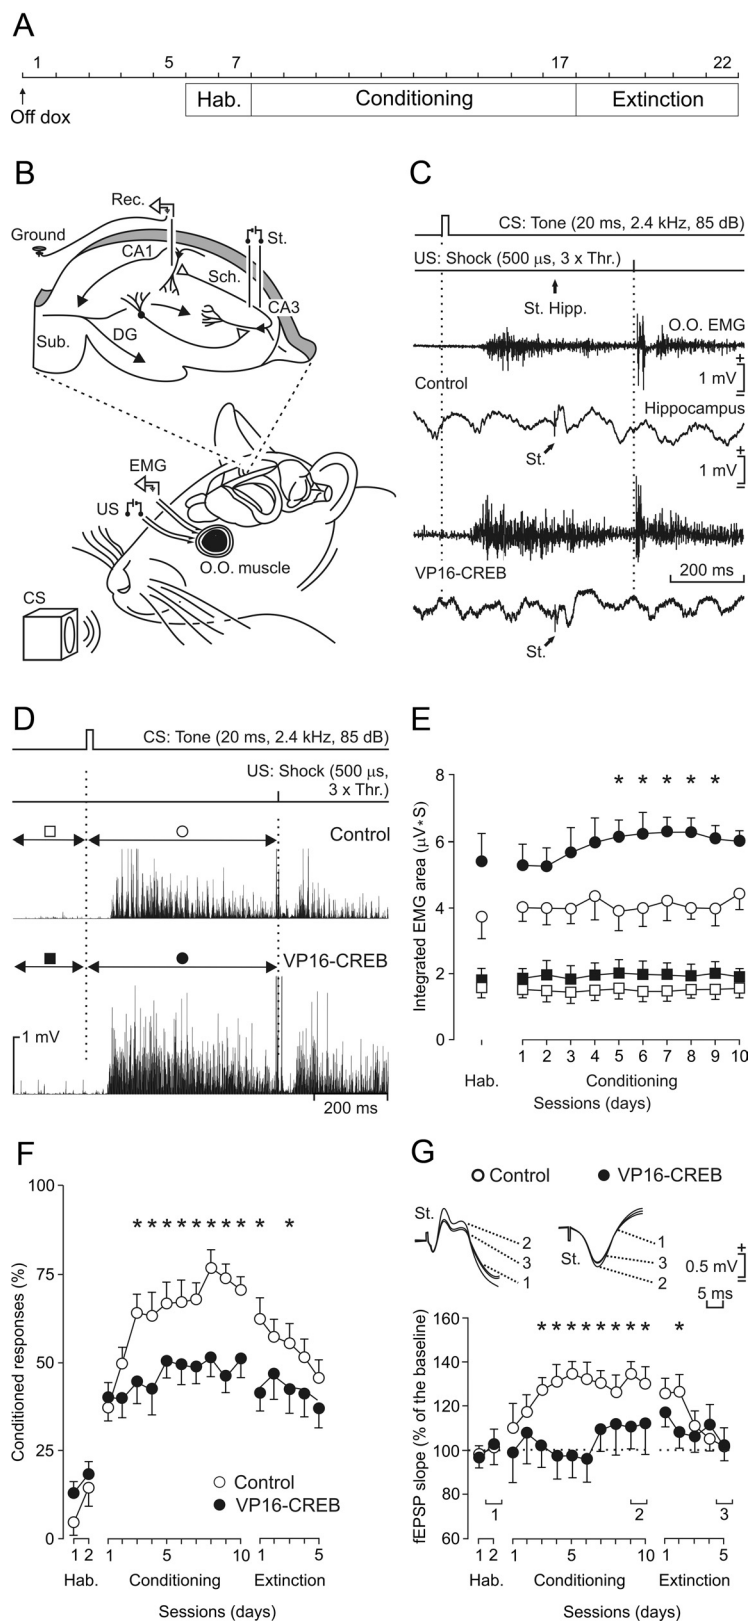 A
1 5 7 17 22
Off dox
Hab. Conditioning Extinction
B
Rec.
Ground
St.
CA1
Sch.
CA3
DG
Sub.
EMG
US
O.O. muscle
CS
C
CS: Tone (20 ms, 2.4 kHz, 85 dB)
US: Shock (500 µs, 3 x Thr.)
St. Hipp.
O.O. EMG
+
1 mV
=
Control
Hippocampus
+
1 mV
=
St.
VP16-CREB
200 ms
St.
D
CS: Tone (20 ms, 2.4 kHz, 85 dB)
US: Shock (500 µs,
3 x Thr.)
Control
VP16-CREB
1 mV
200 ms
E
Integrated EMG area (µV*S)
8
6
4
2
0
* * * * *
1 2 3 4 5 6 7 8 9 10
Hab. Conditioning
Sessions (days)
F
Conditioned responses (%)
100
75
50
25
0
* * * * * * * * * *
Control
VP16-CREB
1 2 1 5 10 1 5
Hab. Conditioning Extinction
Sessions (days)
G
Control VP16-CREB
St.
2
3
1
St.
1
3
2
+
0.5 mV
=
5 ms
fEPSP slope (% of the baseline)
160
140
120
100
80
60
* * * * * * * * *
1 2 3
1 2 1 5 10 1 5
Hab. Conditioning Extinction
Sessions (days)